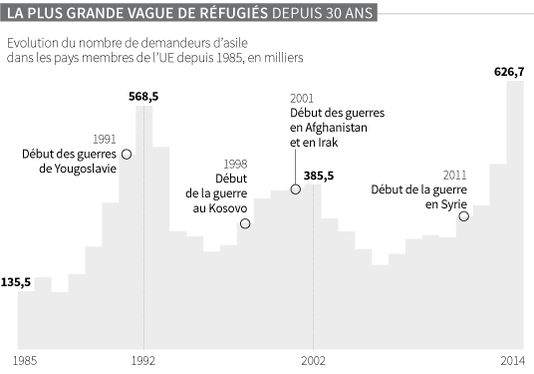 LA PLUS GRANDE VAGUE DE RÉFUGIÉS DEPUIS 30 ANS
Evolution du nombre de demandeurs d'asile
dans les pays membres de l'UE depuis 1985, en milliers
626,7
568,5
2001
Début des guerres
en Afghanistan
et en Irak
1991
Début des guerres
de Yougoslavie
1998
Début
de la guerre
au Kosovo
385,5
2011
Début de la guerre
en Syrie
135,5
1985
1992
2002
2014